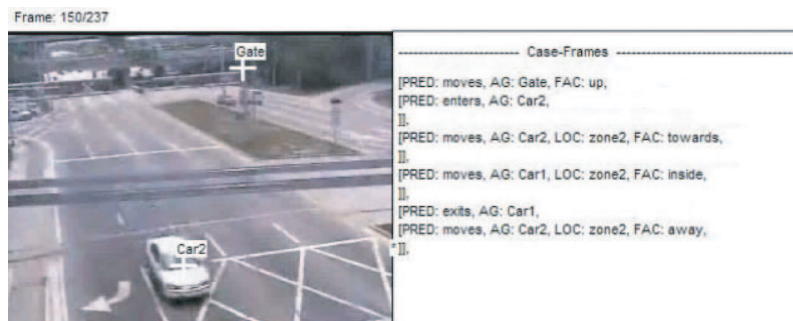 Frame: 150/237
Gate
Car2
---------------------- Case-Frames ----------------------
[PRED: moves, AG: Gate, FAC: up,
[PRED: enters, AG: Car2,
]],
[PRED: moves, AG: Car2, LOC: zone2, FAC: towards,
]],
[PRED: moves, AG: Car1, LOC: zone2, FAC: inside,
]],
[PRED: exits, AG: Car1,
[PRED: moves, AG: Car2, LOC: zone2, FAC: away,
*]],